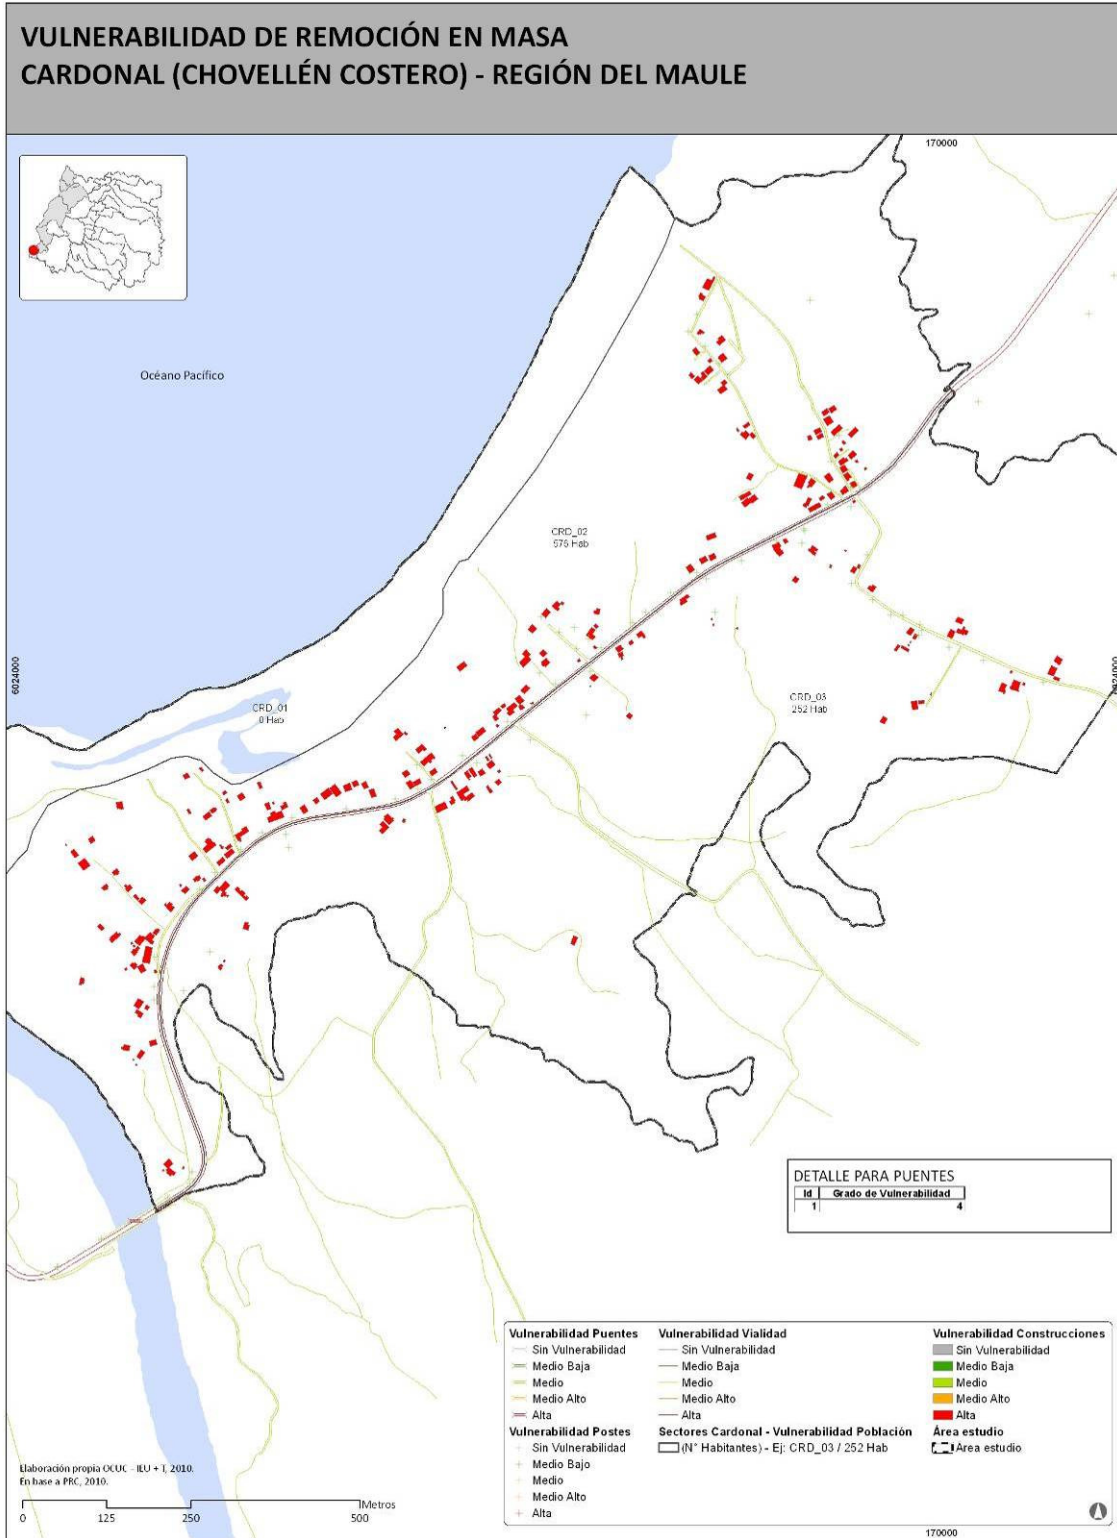 VULNERABILIDAD DE REMOCIÓN EN MASA
CARDONAL (CHOVELLÉN COSTERO) - REGIÓN DEL MAULE
170000
Océano Pacífico
CRD_02
575 Hab
6024000
6024000
CRD_01
0 Hab
CRD_03
252 Hab
DETALLE PARA PUENTES
Id Grado de Vulnerabilidad
1 4
Vulnerabilidad Puentes
Sin Vulnerabilidad
Medio Baja
Medio
Medio Alto
Alta
Vulnerabilidad Postes
Sin Vulnerabilidad
Medio Bajo
Medio
Medio Alto
Alta
Vulnerabilidad Vialidad
Sin Vulnerabilidad
Medio Baja
Medio
Medio Alto
Alta
Sectores Cardonal - Vulnerabilidad Población
(N° Habitantes) - Ej: CRD_03 / 252 Hab
Vulnerabilidad Construcciones
Sin Vulnerabilidad
Medio Baja
Medio
Medio Alto
Alta
Área estudio
Área estudio
Elaboración propia OCUC - IEU + T, 2010.
En base a PRC, 2010.
Metros
0 125 250 500
170000